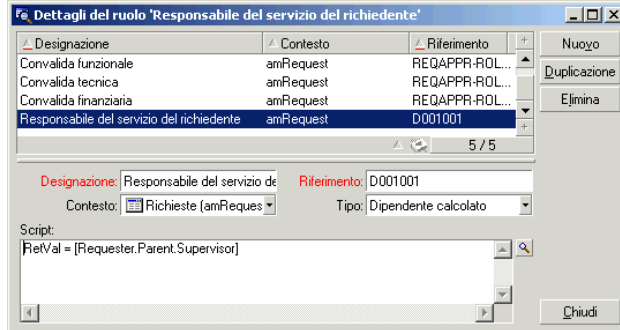 Dettagli del ruolo 'Responsabile del servizio del richiedente'
Designazione Contesto Riferimento
Convalida funzionale amRequest REQAPPR-ROL...
Convalida tecnica amRequest REQAPPR-ROL...
Convalida finanziaria amRequest REQAPPR-ROL...
Responsabile del servizio del richiedente amRequest D001001
5 / 5
Nuovo
Duplicazione
Elimina
Designazione: Responsabile del servizio de Riferimento: D001001
Contesto: Richieste (amReques Tipo: Dipendente calcolato
Script:
RetVal = [Requester.Parent.Supervisor]
Chiudi